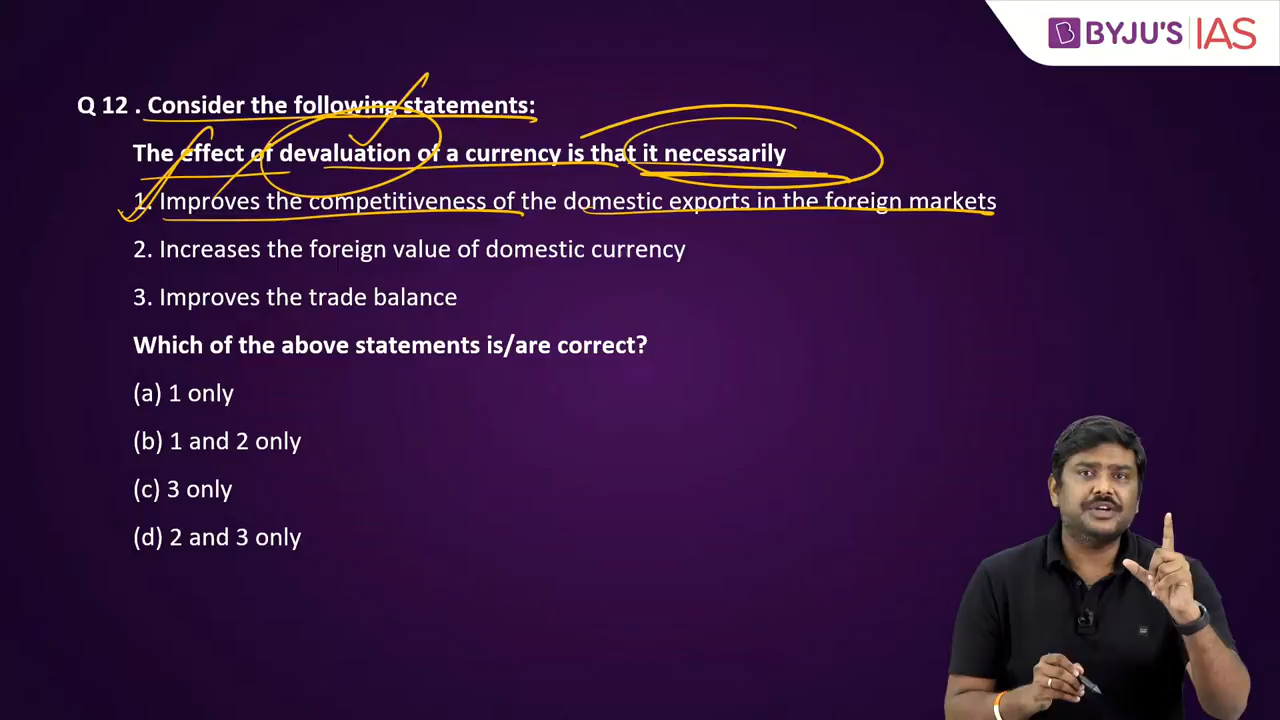 BYJU'S IAS
Q 12 . Consider the following statements:
The effect of devaluation of a currency is that it necessarily
1. Improves the competitiveness of the domestic exports in the foreign markets
2. Increases the foreign value of domestic currency
3. Improves the trade balance
Which of the above statements is/are correct?
(a) 1 only
(b) 1 and 2 only
(c) 3 only
(d) 2 and 3 only